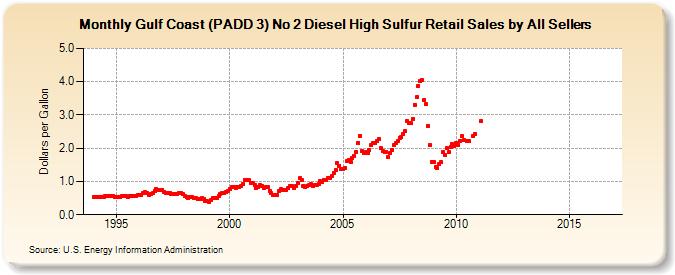 Monthly Gulf Coast (PADD 3) No 2 Diesel High Sulfur Retail Sales by All Sellers
Dollars per Gallon
5.0
4.0
3.0
2.0
1.0
0.0
1995 2000 2005 2010 2015
Source: U.S. Energy Information Administration